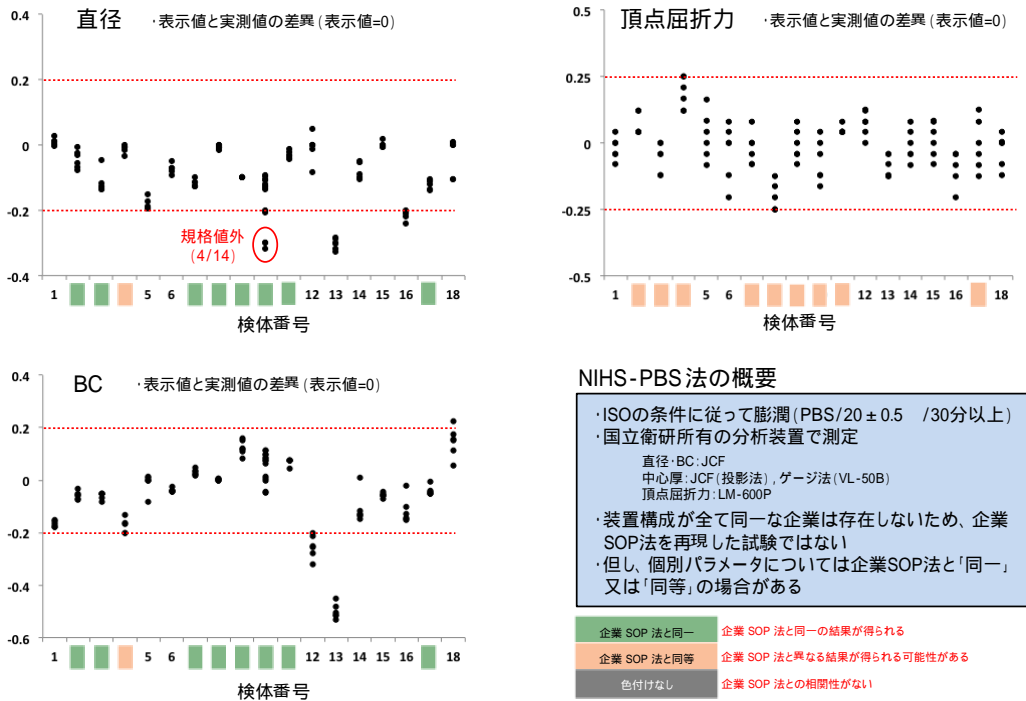 直径 ・表示値と実測値の差異(表示値=0)
0.4
0.2
0
-0.2
-0.4
規格値外
(4/14)
1 5 6 12 13 14 15 16 18
検体番号
頂点屈折力 ・表示値と実測値の差異(表示値=0)
0.5
0.25
0
-0.25
-0.5
1 5 6 12 13 14 15 16 18
検体番号
BC ・表示値と実測値の差異(表示値=0)
0.4
0.2
0
-0.2
-0.4
-0.6
1 5 6 12 13 14 15 16 18
検体番号
NIHS-PBS法の概要
・ISOの条件に従って膨潤(PBS/20±0.5 /30分以上)
・国立衛研所有の分析装置で測定
直径・BC:JCF
中心厚:JCF(投影法),ゲージ法(VL-50B)
頂点屈折力:LM-600P
・装置構成が全て同一な企業は存在しないため、企業
SOP法を再現した試験ではない
・但し、個別パラメータについては企業SOP法と「同一」
又は「同等」の場合がある
企業 SOP 法と同一 企業 SOP 法と同一の結果が得られる
企業 SOP 法と同等 企業 SOP 法と異なる結果が得られる可能性がある
色付けなし 企業 SOP 法との相関性がない